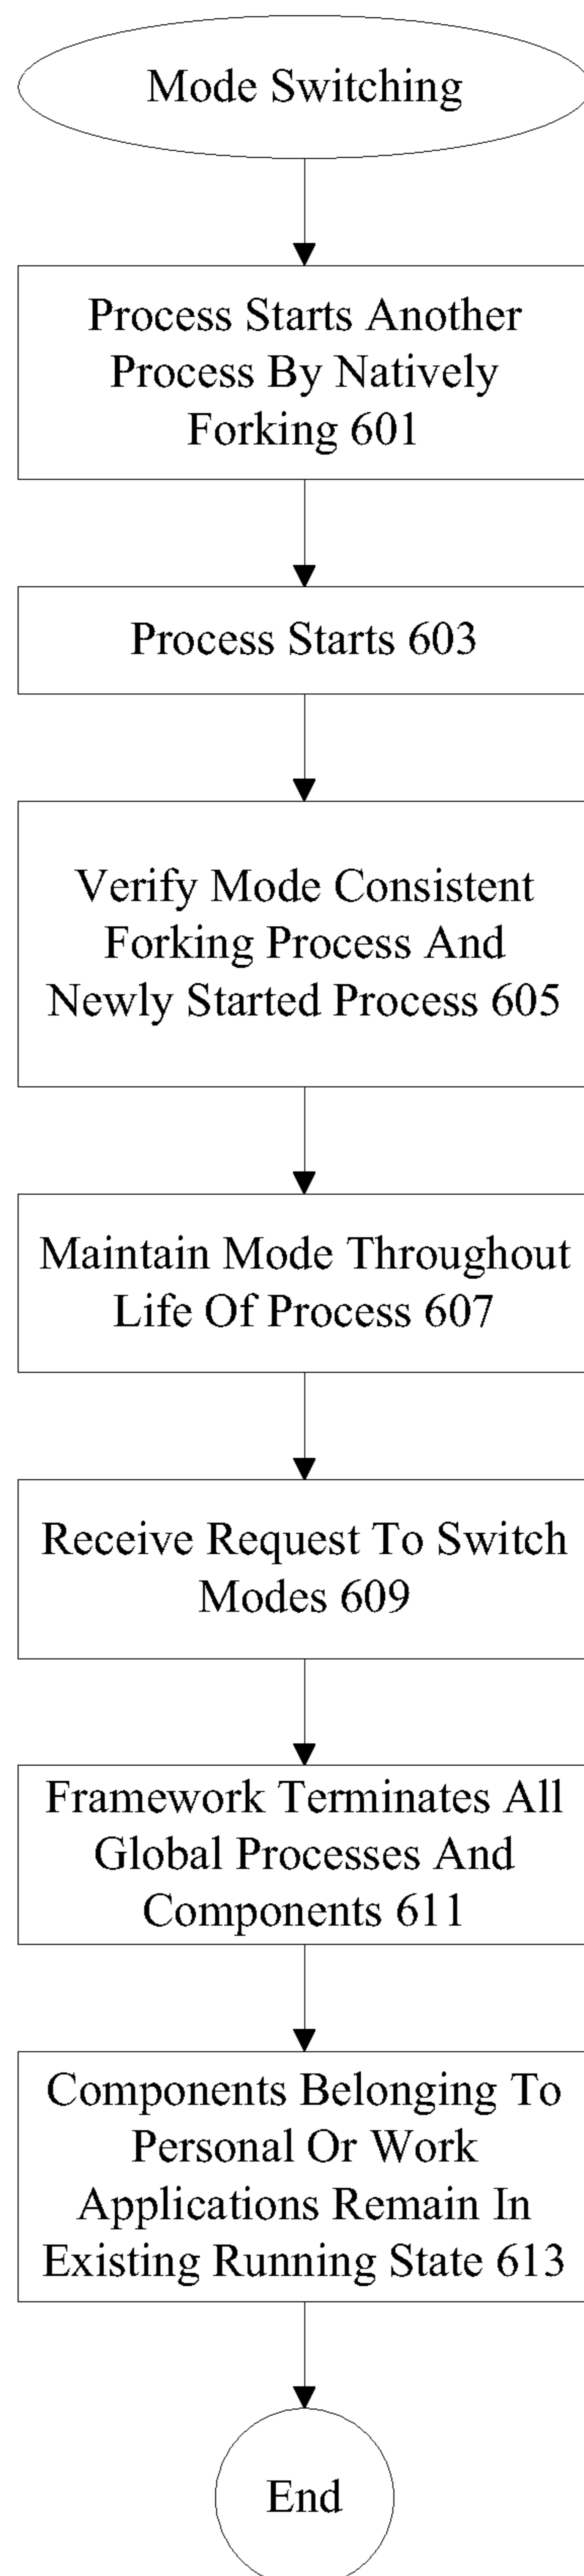 Mode Switching
Process Starts Another
Process By Natively
Forking 601
Process Starts 603
Verify Mode Consistent
Forking Process And
Newly Started Process 605
Maintain Mode Throughout
Life Of Process 607
Receive Request To Switch
Modes 609
Framework Terminates All
Global Processes And
Components 611
Components Belonging To
Personal Or Work
Applications Remain In
Existing Running State 613
End